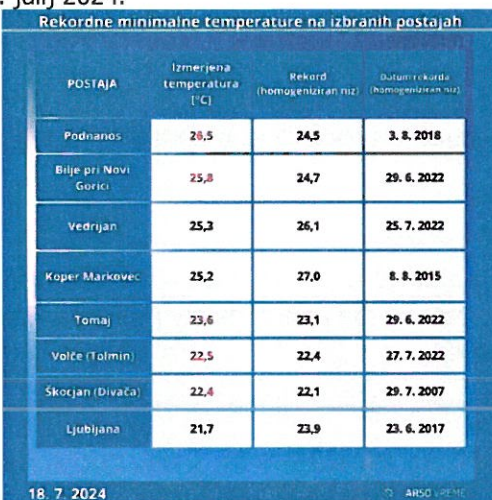 julij 2024.
Rekordne minimalne temperature na izbranih postajah
POSTAJA
Izmerjena
temperatura
[°C]
Rekord
(homogeniziran niz)
Datum rekorda
(homogeniziran niz)
Podnanos 26,5 24,5 3. 8. 2018
Bilje pri Novi
Gorici
25,8 24,7 29. 6. 2022
Vedrijan 25,3 26,1 25. 7. 2022
Koper Markovec 25,2 27,0 8. 8. 2015
Tomaj 23,6 23,1 29. 6. 2022
Volče (Tolmin) 22,5 22,4 27. 7. 2022
Škocjan (Divača) 22,4 22,1 29. 7. 2007
Ljubljana 21,7 23,9 23. 6. 2017
18. 7. 2024
ARSO VREME